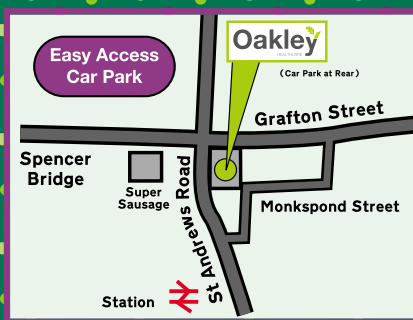 Easy Access
Car Park
Oakley
HEALTHCARE
(Car Park at Rear)
Grafton Street
Spencer
Bridge
Super
Sausage
St Andrews Road
Monkspond Street
Station